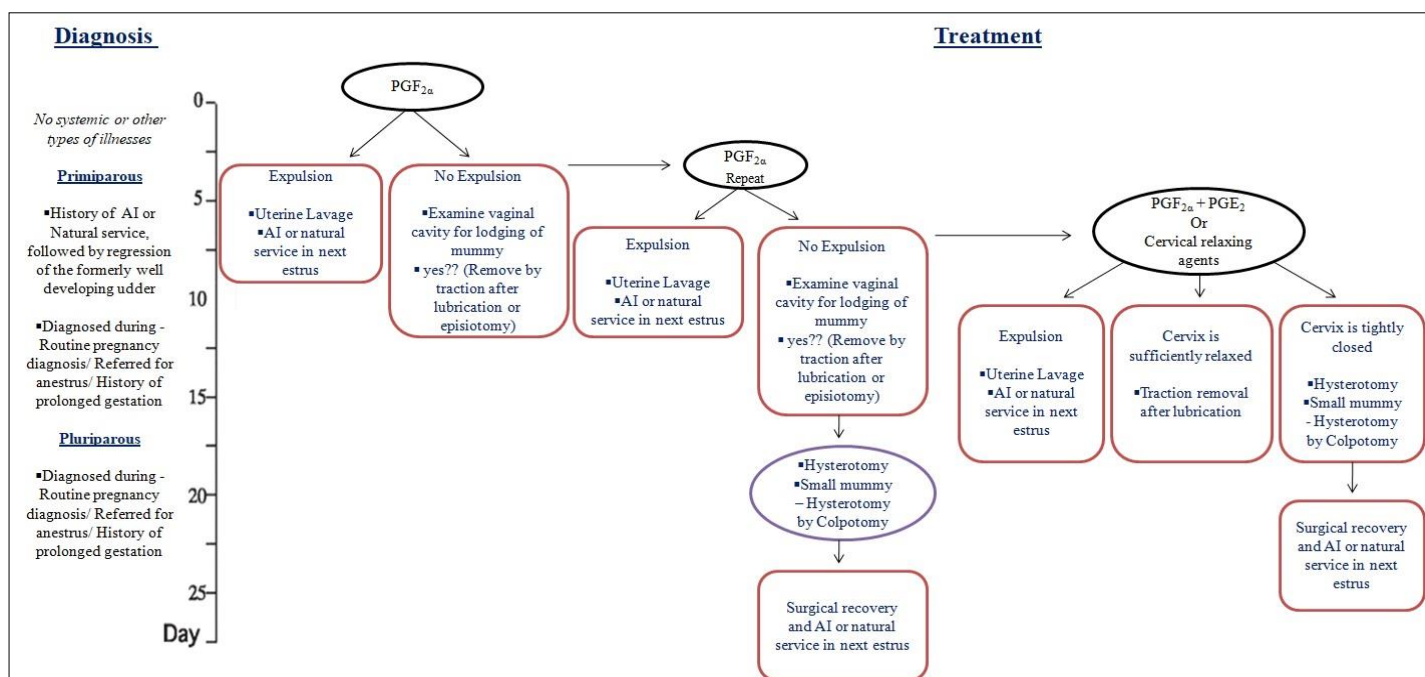 Diagnosis
Treatment
No systemic or other
types of illnesses
Primiparous
▪History of AI or
Natural service,
followed by regression
of the formerly well
developing udder
▪Diagnosed during -
Routine pregnancy
diagnosis/ Referred for
anestrus/ History of
prolonged gestation
Pluriparous
▪Diagnosed during -
Routine pregnancy
diagnosis/ Referred for
anestrus/ History of
prolonged gestation
0
5
10
15
20
25
Day
PGF2α
Expulsion
▪Uterine Lavage
▪AI or natural
service in next
estrus
No Expulsion
▪Examine vaginal
cavity for lodging of
mummy
▪ yes?? (Remove by
traction after
lubrication or
episiotomy)
PGF2α
Repeat
Expulsion
▪Uterine Lavage
▪AI or natural
service in next estrus
No Expulsion
▪Examine vaginal
cavity for lodging of
mummy
▪ yes?? (Remove by
traction after
lubrication or
episiotomy)
▪Hysterotomy
▪Small mummy
– Hysterotomy
by Colpotomy
Surgical recovery
and AI or natural
service in next estrus
PGF2α + PGE2
Or
Cervical relaxing
agents
Expulsion
▪Uterine Lavage
▪AI or natural
service in next
estrus
Cervix is
sufficiently relaxed
▪Traction removal
after lubrication
Cervix is tightly
closed
▪Hysterotomy
▪Small mummy
- Hysterotomy
by Colpotomy
Surgical recovery
and AI or natural
service in next
estrus